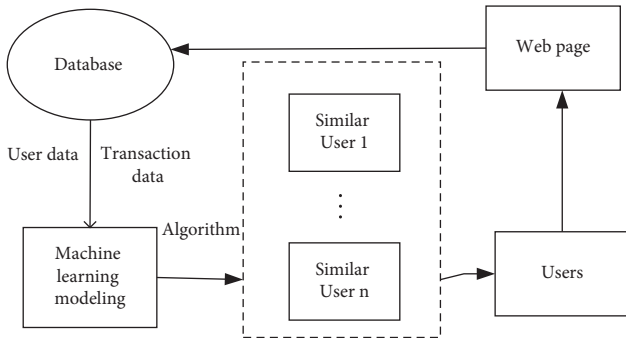 Database
Web page
Similar
User 1
User data
Transaction
data
Algorithm
Machine
learning
modeling
Similar
User n
Users